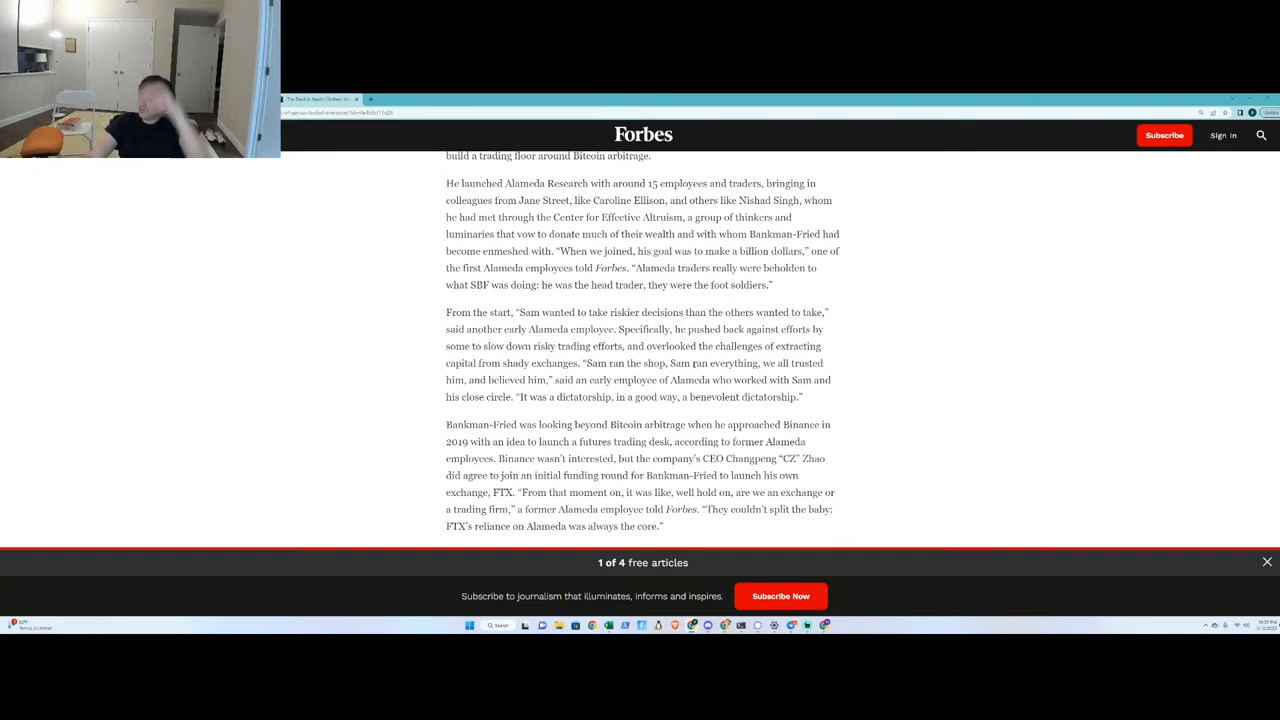 The Devil In Nerd's Clothes: Ho
Update
Forbes
Subscribe
Sign In
build a trading floor around Bitcoin arbitrage.
He launched Alameda Research with around 15 employees and traders, bringing in
colleagues from Jane Street, like Caroline Ellison, and others like Nishad Singh, whom
he had met through the Center for Effective Altruism, a group of thinkers and
luminaries that vow to donate much of their wealth and with whom Bankman-Fried had
become enmeshed with. “When we joined, his goal was to make a billion dollars,” one of
the first Alameda employees told Forbes. “Alameda traders really were beholden to
what SBF was doing: he was the head trader, they were the foot soldiers.”
From the start, “Sam wanted to take riskier decisions than the others wanted to take,”
said another early Alameda employee. Specifically, he pushed back against efforts by
some to slow down risky trading efforts, and overlooked the challenges of extracting
capital from shady exchanges. “Sam ran the shop, Sam ran everything, we all trusted
him, and believed him,” said an early employee of Alameda who worked with Sam and
his close circle. “It was a dictatorship, in a good way, a benevolent dictatorship.”
Bankman-Fried was looking beyond Bitcoin arbitrage when he approached Binance in
2019 with an idea to launch a futures trading desk, according to former Alameda
employees. Binance wasn’t interested, but the company’s CEO Changpeng “CZ” Zhao
did agree to join an initial funding round for Bankman-Fried to launch his own
exchange, FTX. “From that moment on, it was like, well hold on, are we an exchange or
a trading firm,” a former Alameda employee told Forbes. “They couldn’t split the baby:
FTX’s reliance on Alameda was always the core.”
1 of 4 free articles
Subscribe to journalism that illuminates, informs and inspires.
Subscribe Now
Search